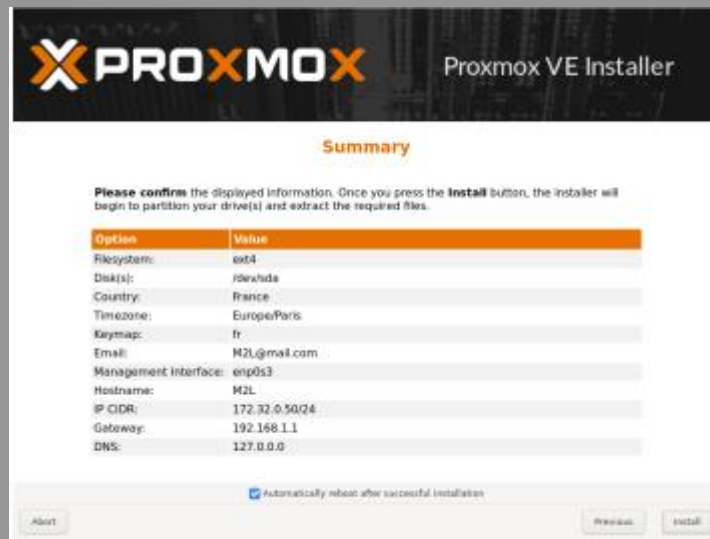 PROXMOX
Proxmox VE Installer
Summary
Please confirm the displayed information. Once you press the Install button, the installer will
begin to partition your drive(s) and extract the required files.
Option Value
Filesystem: ext4
Disk(s): /dev/sda
Country: France
Timezone: Europe/Paris
Keymap: fr
Email: M2L@mail.com
Management Interface: enp0s3
Hostname: M2L
IP CIDR: 172.32.0.50/24
Gateway: 192.168.1.1
DNS: 127.0.0.0
Automatically reboot after successful installation
Abort Previous Install